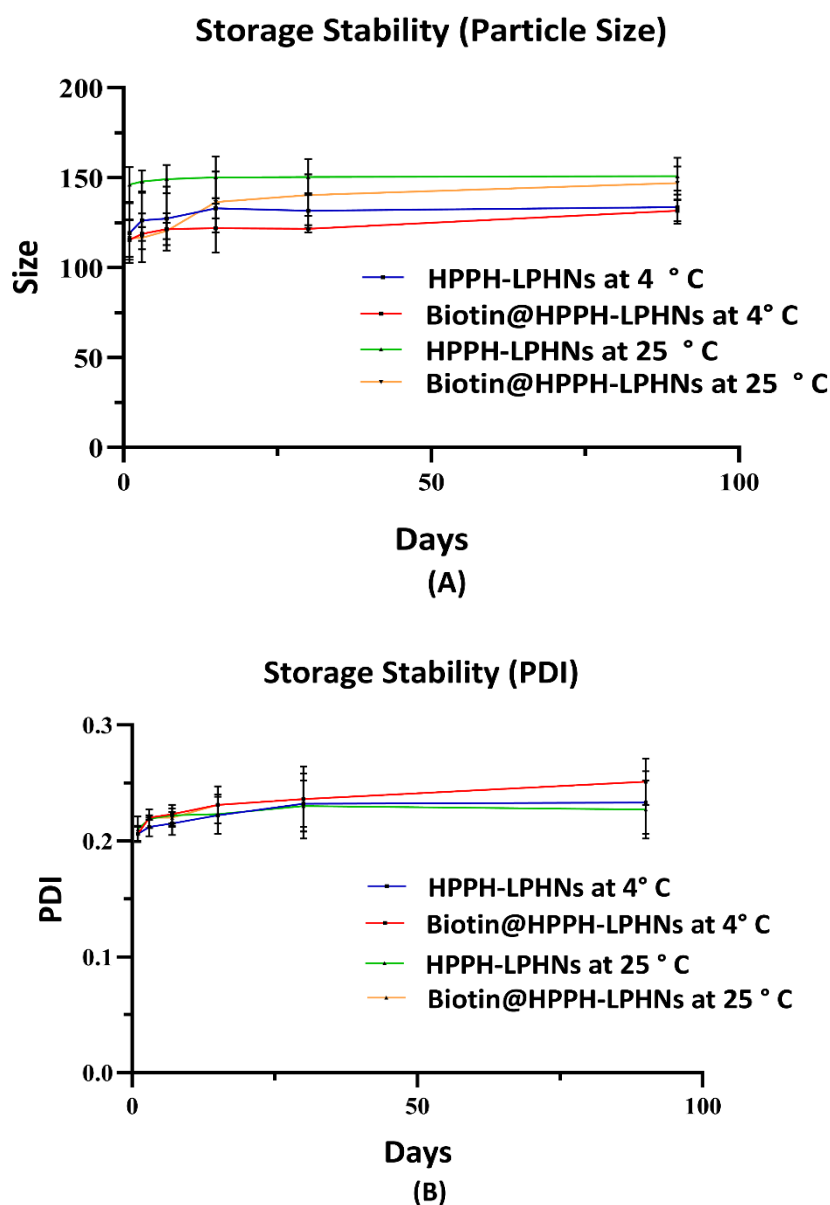 Storage Stability (Particle Size)
200
150
100
50
0
Size
HPPH-LPHNs at 4 ° C
Biotin@HPPH-LPHNs at 4° C
HPPH-LPHNs at 25 ° C
Biotin@HPPH-LPHNs at 25 ° C
0
50
100
Days
(A)
Storage Stability (PDI)
0.3
0.2
0.1
0.0
PDI
HPPH-LPHNs at 4° C
Biotin@HPPH-LPHNs at 4° C
HPPH-LPHNs at 25 ° C
Biotin@HPPH-LPHNs at 25 ° C
0
50
100
Days
(B)